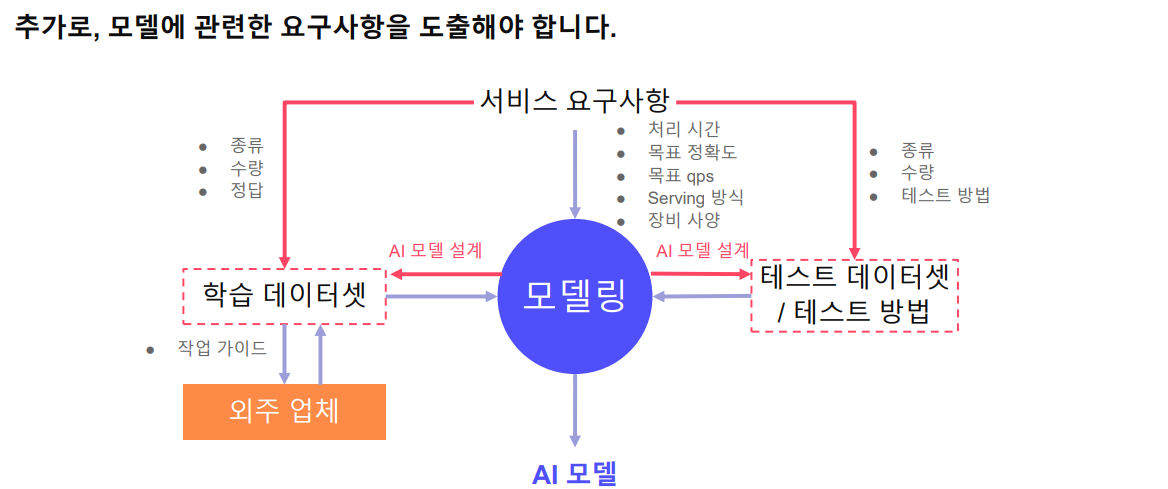 추가로, 모델에 관련한 요구사항을 도출해야 합니다.
서비스 요구사항
● 종류
● 수량
● 정답
● 처리 시간
● 목표 정확도
● 목표 qps
● Serving 방식
● 장비 사양
● 종류
● 수량
● 테스트 방법
AI 모델 설계
AI 모델 설계
학습 데이터셋
모델링
테스트 데이터셋
/ 테스트 방법
● 작업 가이드
외주 업체
AI 모델